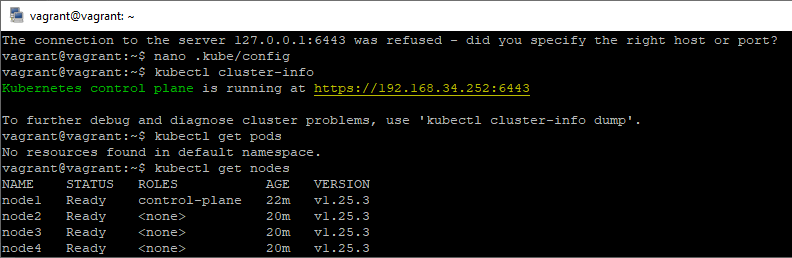 vagrant@vagrant: ~
The connection to the server 127.0.0.1:6443 was refused - did you specify the right host or port?
vagrant@vagrant:~$ nano .kube/config
vagrant@vagrant:~$ kubectl cluster-info
Kubernetes control plane is running at https://192.168.34.252:6443
To further debug and diagnose cluster problems, use 'kubectl cluster-info dump'.
vagrant@vagrant:~$ kubectl get pods
No resources found in default namespace.
vagrant@vagrant:~$ kubectl get nodes
NAME    STATUS   ROLES           AGE   VERSION
node1   Ready    control-plane   22m   v1.25.3
node2   Ready    <none>          20m   v1.25.3
node3   Ready    <none>          20m   v1.25.3
node4   Ready    <none>          20m   v1.25.3